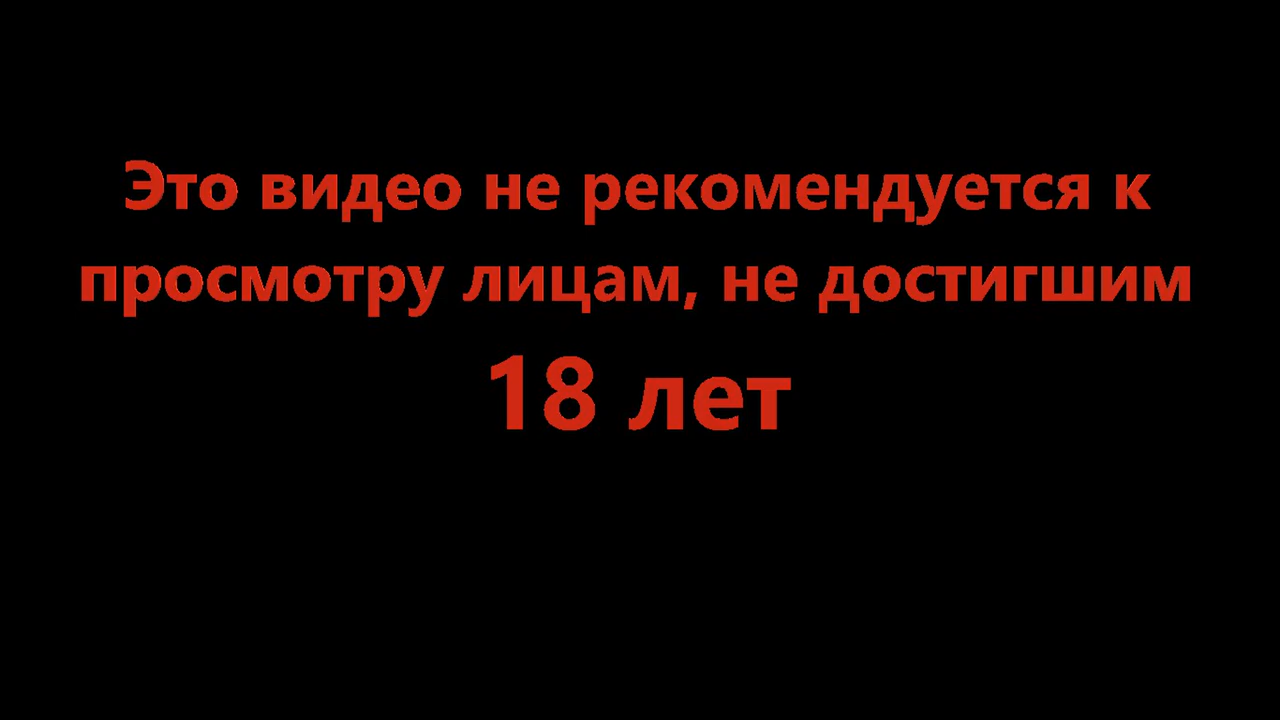 Это видео не рекомендуется к
просмотру лицам, не достигшим
18 лет